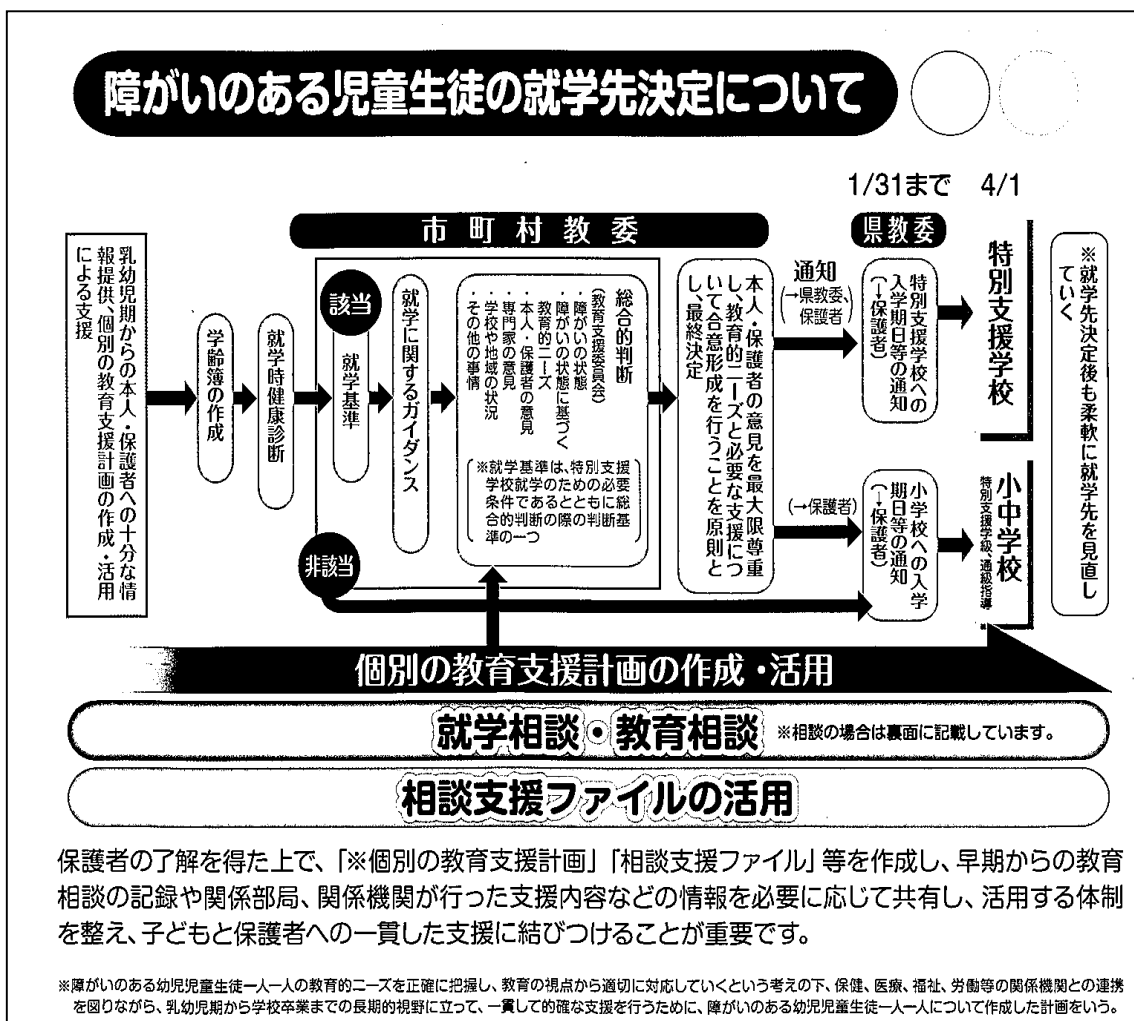 障がいのある児童生徒の就学先決定について
1/31まで
4/1
市町村教委
県教委
乳幼児期からの本人・保護者への十分な情
報提供、個別の教育支援計画の作成・活用
による支援
学齢簿の作成
就学時健康診断
該当
就学基準
非該当
就学に関するガイダンス
総合的判断
(教育支援委員会)
・障がいの状態
・障がいの状態に基づく
教育的ニーズ
・本人・保護者の意見
・専門家の意見
・学校や地域の状況
・その他の事情
※就学基準は、特別支援
学校就学のための必要
条件であるとともに総
合的判断の際の判断基
準の一つ
本人・保護者の意見を最大限尊重
し、教育的ニーズと必要な支援につ
いて合意形成を行うことを原則と
し、最終決定
通知
(→県教委、
保護者)
(→保護者)
特別支援学校への
入学期日等の通知
(→保護者)
小学校への入学
期日等の通知
(→保護者)
特別支援学校
小中学校
特別支援学級、通級指導
※就学先決定後も柔軟に就学先を見直し
ていく
個別の教育支援計画の作成・活用
就学相談・教育相談 ※相談の場合は裏面に記載しています。
相談支援ファイルの活用
保護者の了解を得た上で、「※個別の教育支援計画」「相談支援ファイル」等を作成し、早期からの教育
相談の記録や関係部局、関係機関が行った支援内容などの情報を必要に応じて共有し、活用する体制
を整え、子どもと保護者への一貫した支援に結びつけることが重要です。
※障がいのある幼児児童生徒一人一人の教育的ニーズを正確に把握し、教育の視点から適切に対応していくという考えの下、保健、医療、福祉、労働等の関係機関との連携
を図りながら、乳幼児期から学校卒業までの長期的視野に立って、一貫して的確な支援を行うために、障がいのある幼児児童生徒一人一人について作成した計画をいう。